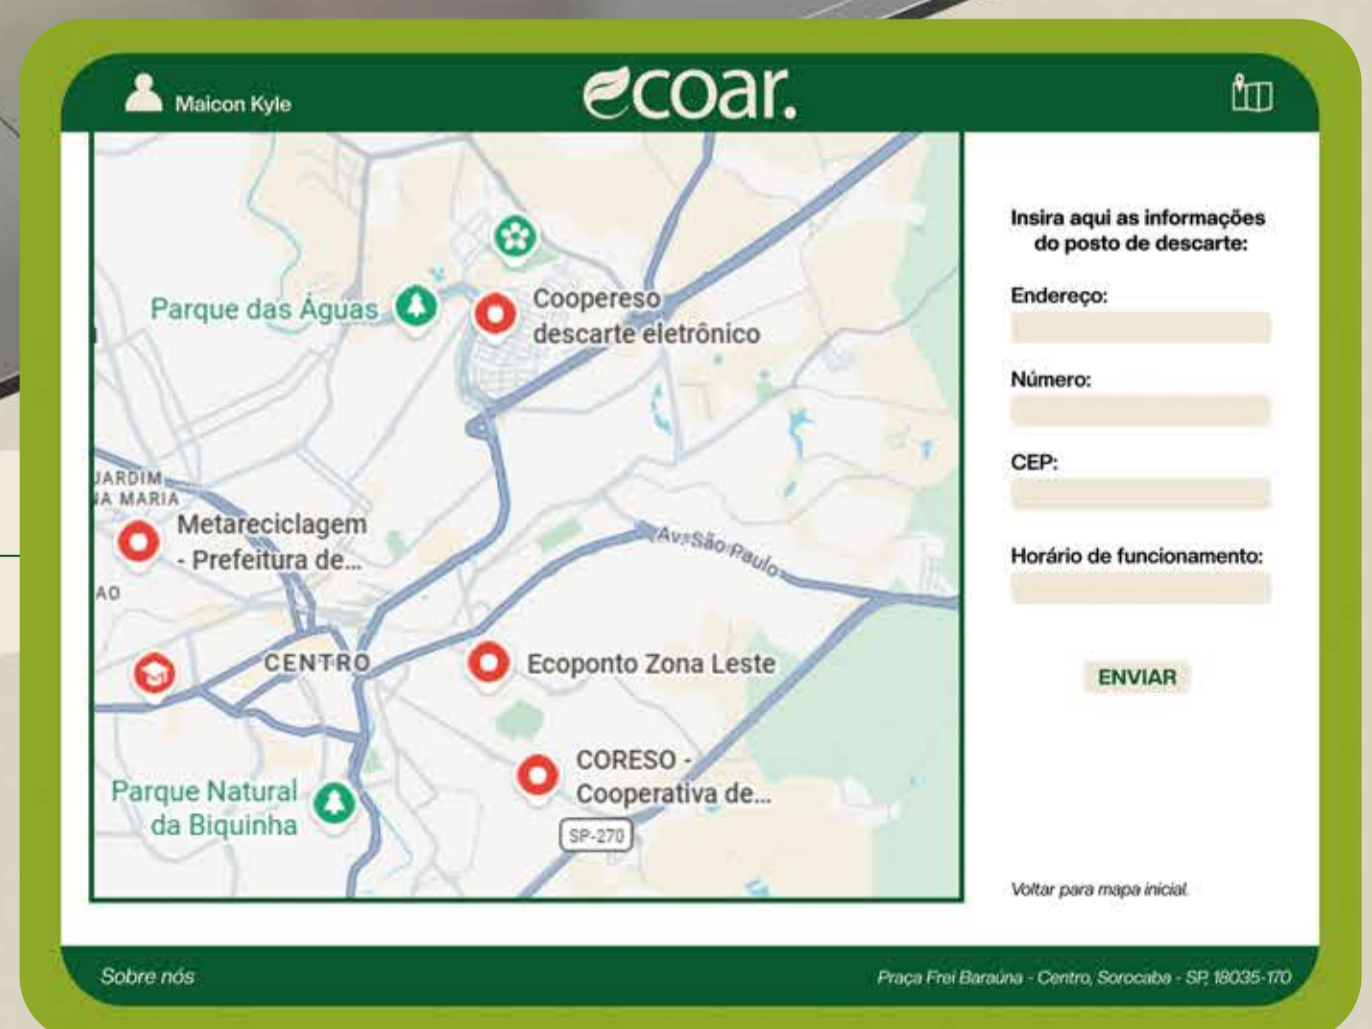 Maicon Kyle
ecoar.
Parque das Águas
Coopereso
descarte eletrônico
JARDIM
NA MARIA
Metareciclagem
- Prefeitura de...
AO
Av. São Paulo
CENTRO
Ecoponto Zona Leste
CORESO -
Cooperativa de...
Parque Natural
da Biquinha
SP-270
Insira aqui as informações
do posto de descarte:
Endereço:
Número:
CEP:
Horário de funcionamento:
ENVIAR
Voltar para mapa inicial.
Sobre nós
Praça Frei Baraúna - Centro, Sorocaba - SP, 18035-170